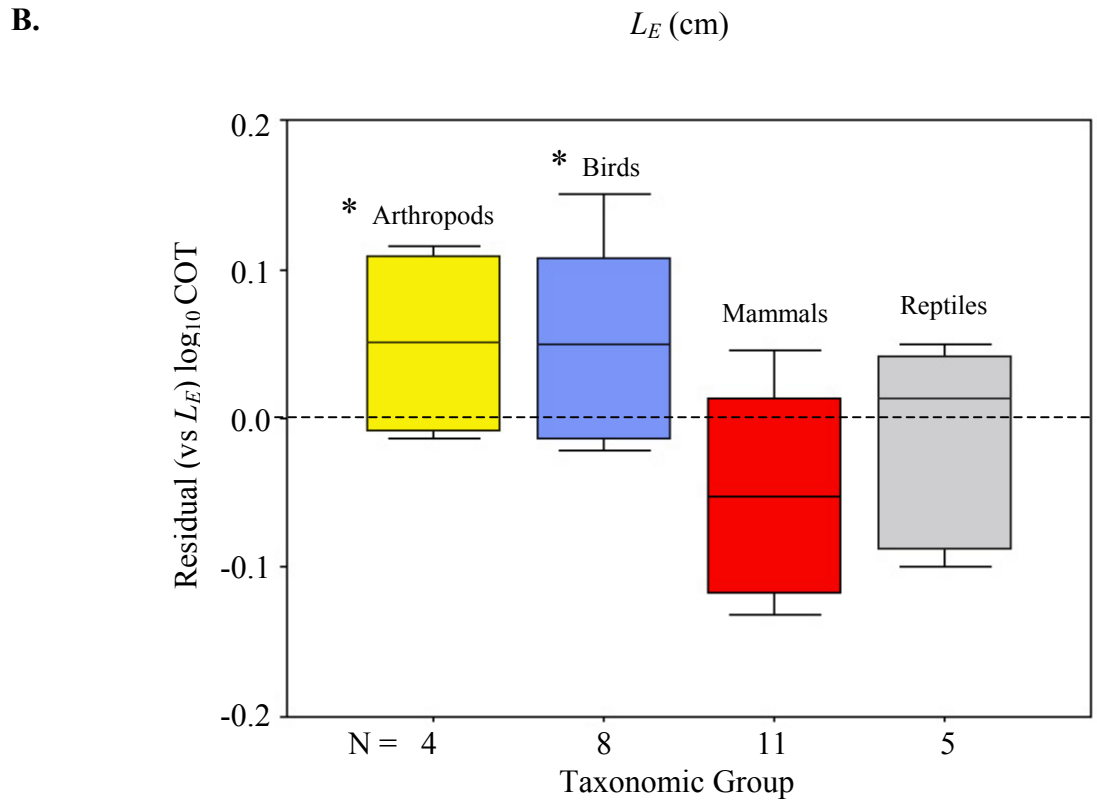 B.
L_E (cm)
0.2
* Birds
* Arthropods
0.1
Mammals
Reptiles
Residual (vs L_E) log₁₀ COT
0.0
-0.1
-0.2
N = 4 8 11 5
Taxonomic Group